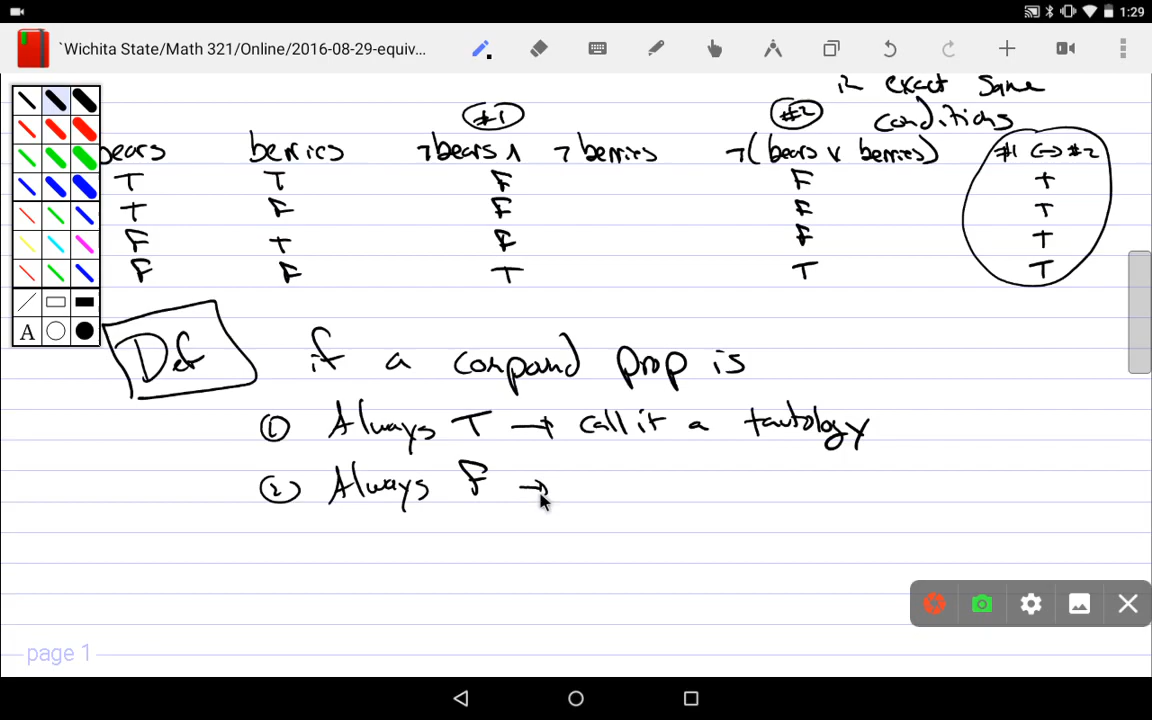 1:29
`Wichita State/Math 321/Online/2016-08-29-equiv...
in exact same
#1 #2 conditions
bears berries ¬bears ∧ ¬berries ¬(bears ∨ berries) #1 ↔ #2
T T F F T
T F F F T
F T F F T
F F T T T
Def if a compound prop is
① Always T → call it a tautology
② Always F →
A
page 1